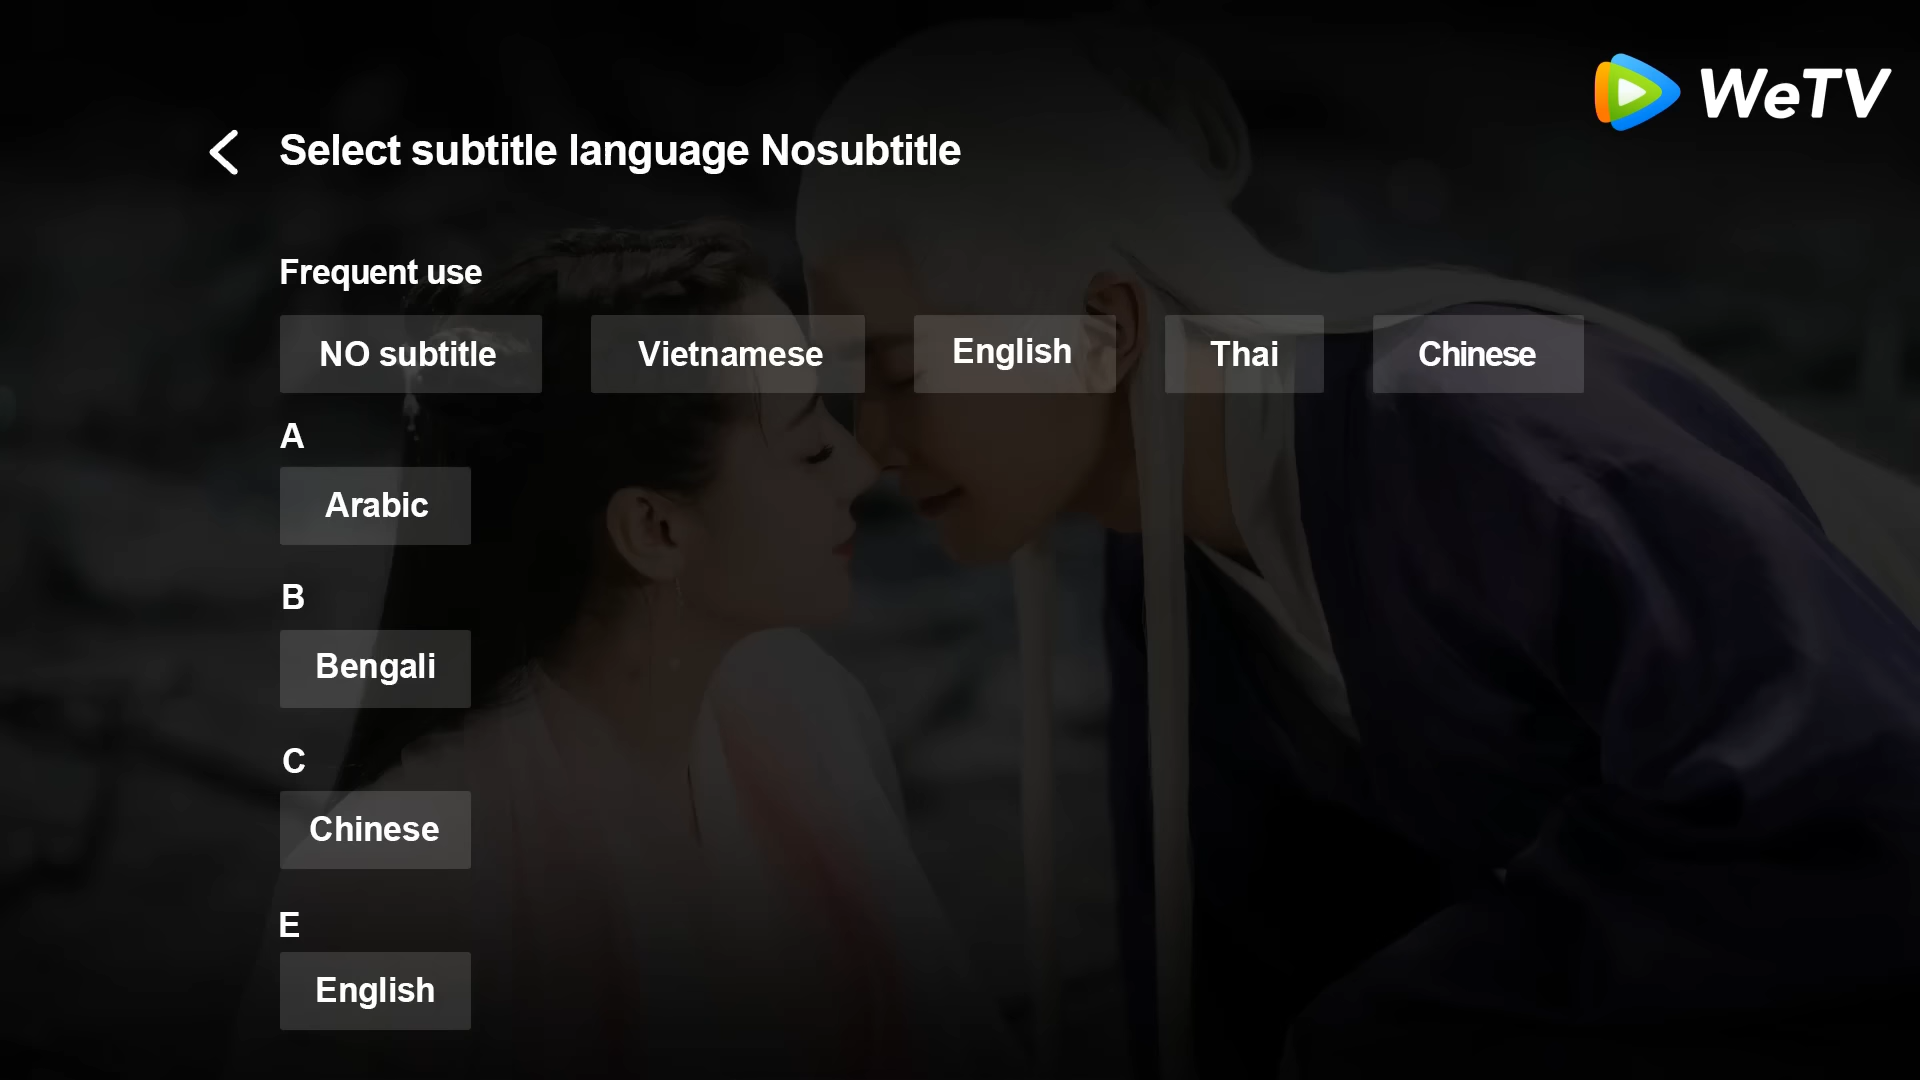 WeTV
Select subtitle language Nosubtitle
Frequent use
NO subtitle
Vietnamese
English
Thai
Chinese
A
Arabic
B
Bengali
C
Chinese
E
English